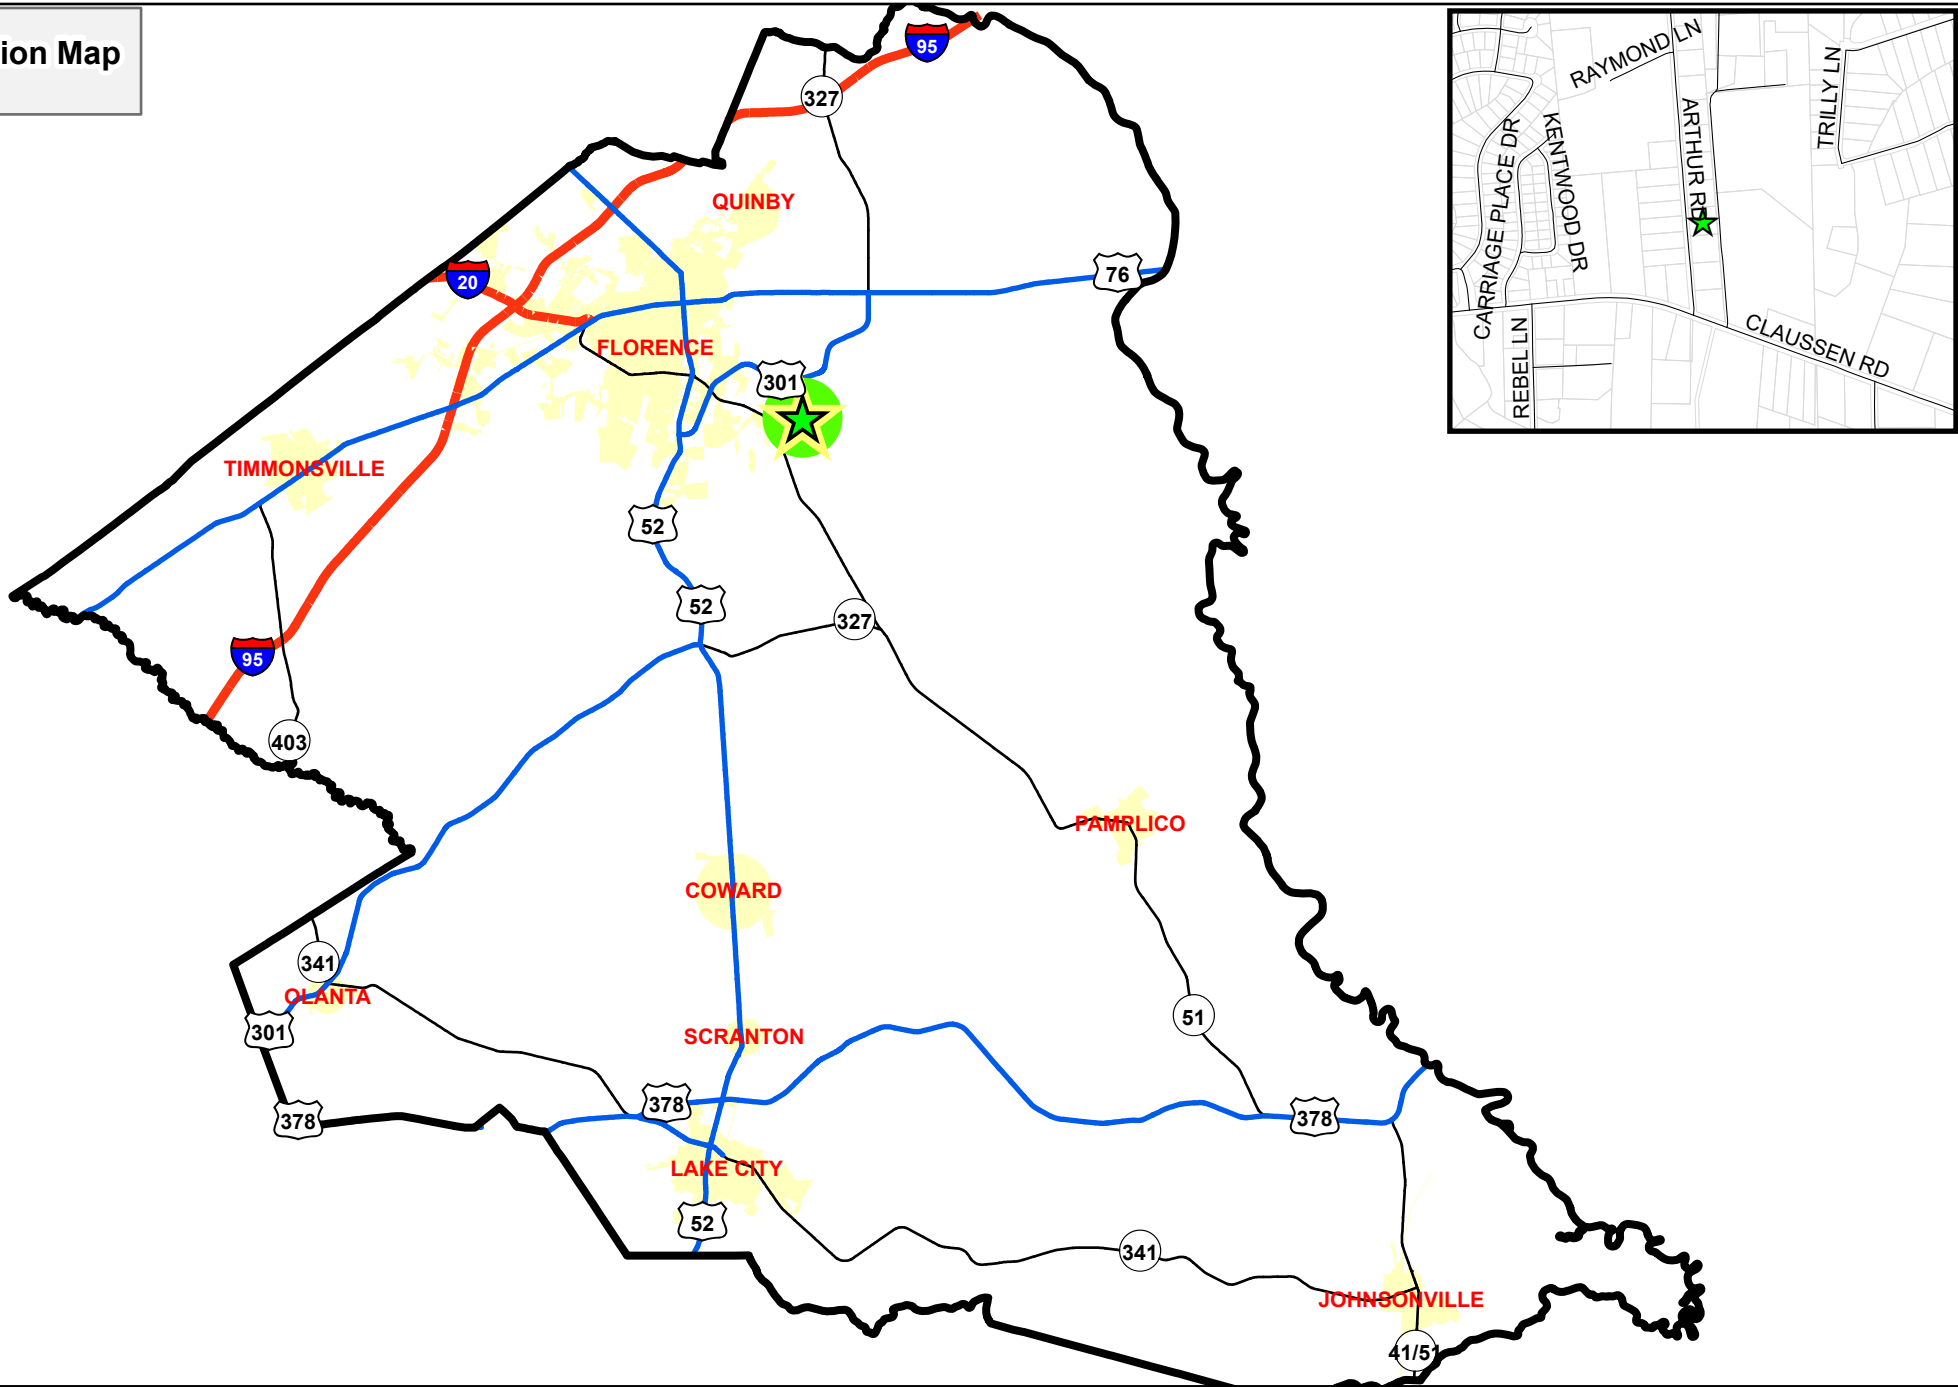 ion Map
95
327
QUINBY
20
76
FLORENCE
301
TIMMONSVILLE
52
52
327
95
403
PAMPLICO
COWARD
341
OLANTA
301
51
SCRANTON
378
378
378
LAKE CITY
52
341
JOHNSONVILLE
41/51
RAYMOND LN
TRILLY LN
ARTHUR RD
KENTWOOD DR
CARRIAGE PLACE DR
REBEL LN
CLAUSSEN RD